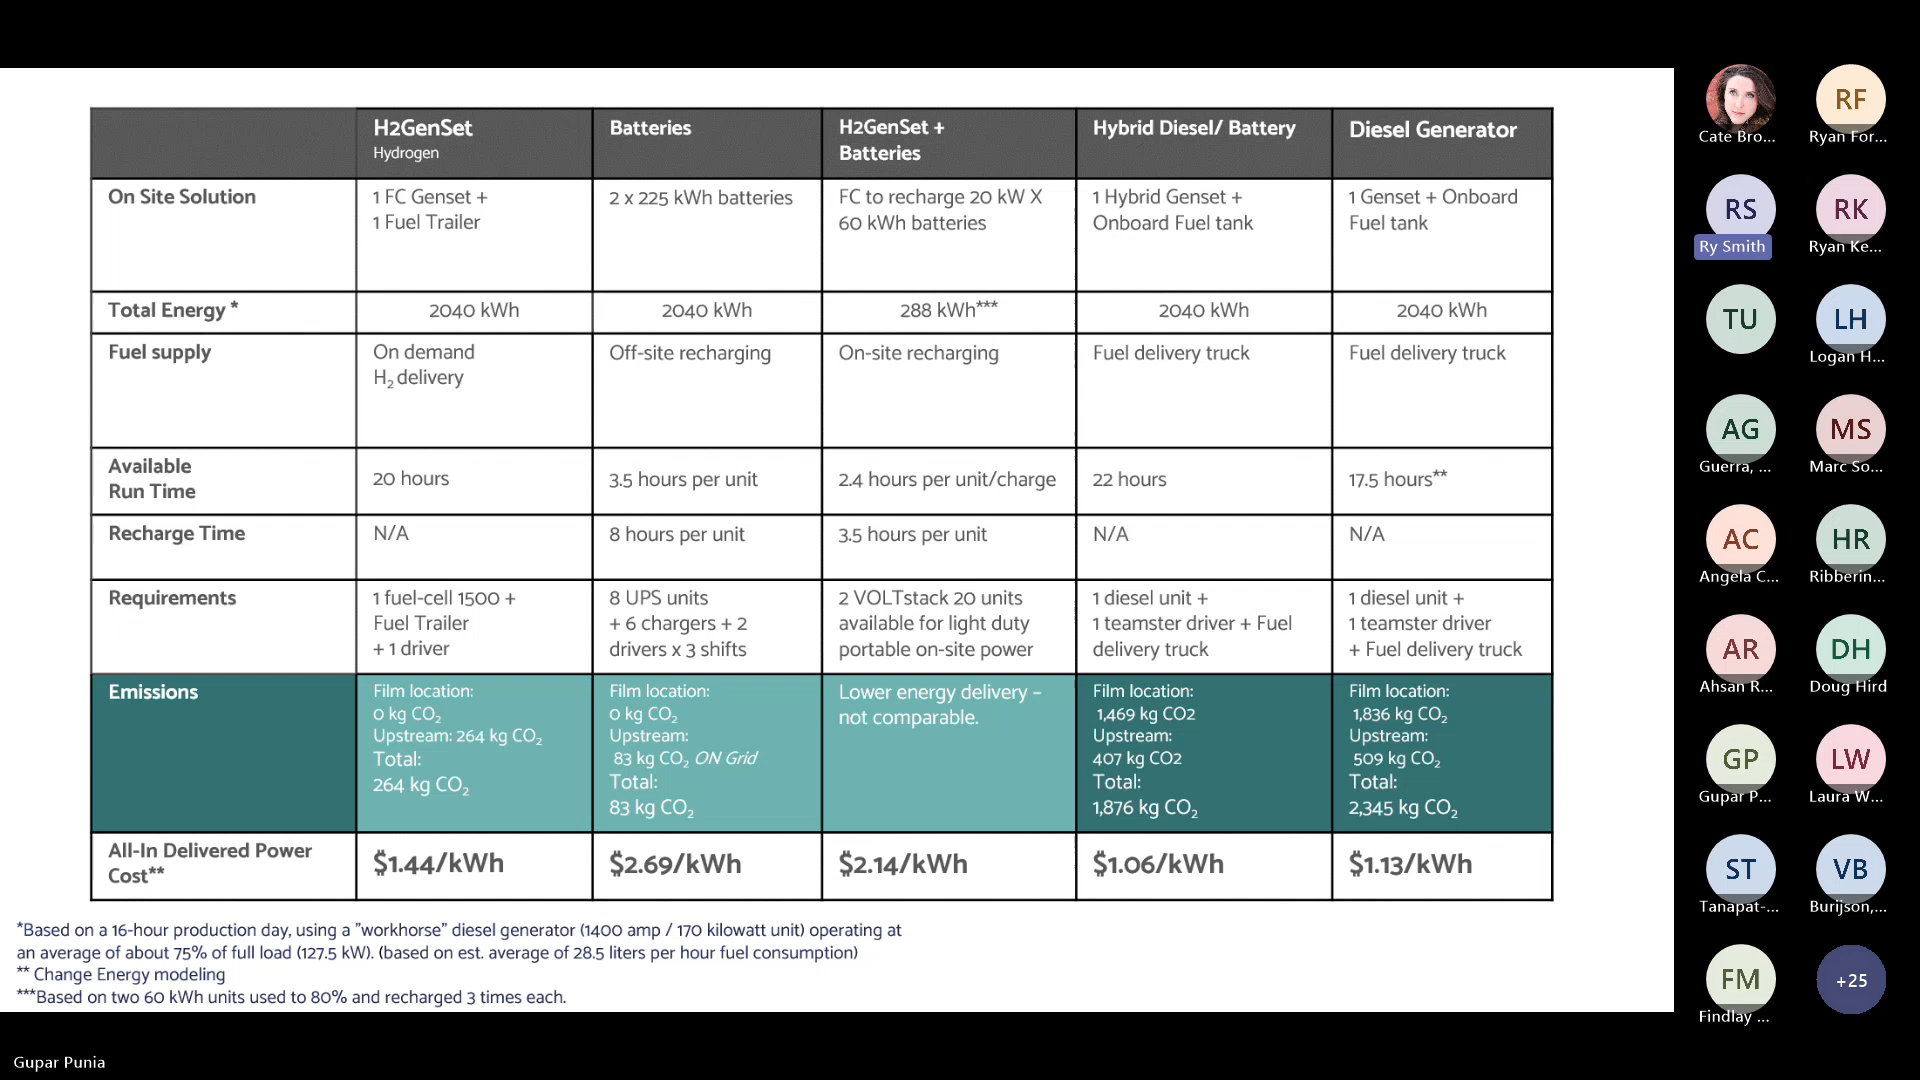 H2GenSet
Hydrogen
Batteries
H2GenSet +
Batteries
Hybrid Diesel/ Battery
Diesel Generator
On Site Solution
1 FC Genset +
1 Fuel Trailer
2 x 225 kWh batteries
FC to recharge 20 kW X
60 kWh batteries
1 Hybrid Genset +
Onboard Fuel tank
1 Genset + Onboard
Fuel tank
Total Energy *
2040 kWh
2040 kWh
288 kWh***
2040 kWh
2040 kWh
Fuel supply
On demand
H₂ delivery
Off-site recharging
On-site recharging
Fuel delivery truck
Fuel delivery truck
Available
Run Time
20 hours
3.5 hours per unit
2.4 hours per unit/charge
22 hours
17.5 hours**
Recharge Time
N/A
8 hours per unit
3.5 hours per unit
N/A
N/A
Requirements
1 fuel-cell 1500 +
Fuel Trailer
+ 1 driver
8 UPS units
+ 6 chargers + 2
drivers x 3 shifts
2 VOLTstack 20 units
available for light duty
portable on-site power
1 diesel unit +
1 teamster driver + Fuel
delivery truck
1 diesel unit +
1 teamster driver
+ Fuel delivery truck
Emissions
Film location:
0 kg CO₂
Upstream: 264 kg CO₂
Total:
264 kg CO₂
Film location:
0 kg CO₂
Upstream:
83 kg CO₂ ON Grid
Total:
83 kg CO₂
Lower energy delivery –
not comparable.
Film location:
1,469 kg CO2
Upstream:
407 kg CO2
Total:
1,876 kg CO₂
Film location:
1,836 kg CO₂
Upstream:
509 kg CO₂
Total:
2,345 kg CO₂
All-In Delivered Power
Cost**
$1.44/kWh
$2.69/kWh
$2.14/kWh
$1.06/kWh
$1.13/kWh
*Based on a 16-hour production day, using a "workhorse" diesel generator (1400 amp / 170 kilowatt unit) operating at
an average of about 75% of full load (127.5 kW). (based on est. average of 28.5 liters per hour fuel consumption)
** Change Energy modeling
***Based on two 60 kWh units used to 80% and recharged 3 times each.
Gupar Punia
Cate Bro...
RF
Ryan For...
RS
Ry Smith
RK
Ryan Ke...
TU
LH
Logan H...
AG
Guerra, ...
MS
Marc So...
AC
Angela C...
HR
Ribberin...
AR
Ahsan R...
DH
Doug Hird
GP
Gupar P...
LW
Laura W...
ST
Tanapat-...
VB
Burijson,...
FM
Findlay ...
+25